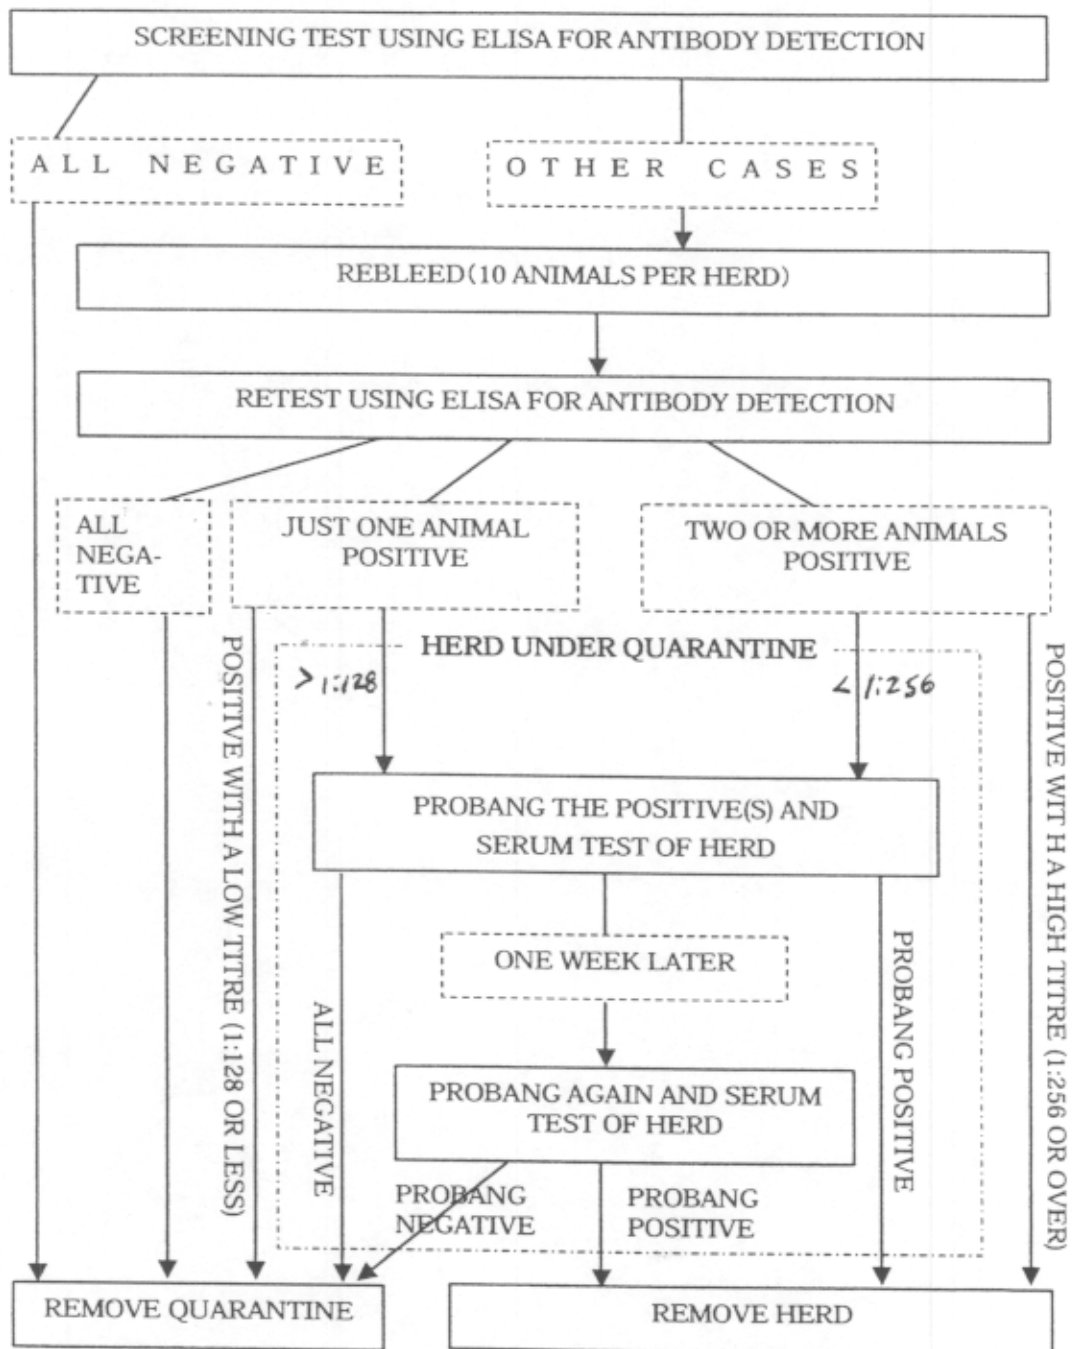 SCREENING TEST USING ELISA FOR ANTIBODY DETECTION
ALL NEGATIVE
OTHER CASES
REBLEED(10 ANIMALS PER HERD)
RETEST USING ELISA FOR ANTIBODY DETECTION
ALL
NEGA-
TIVE
JUST ONE ANIMAL
POSITIVE
TWO OR MORE ANIMALS
POSITIVE
HERD UNDER QUARANTINE
> 1:128
< 1:256
POSITIVE WITH A LOW TITRE (1:128 OR LESS)
POSITIVE WIT H A HIGH TITRE (1:256 OR OVER)
PROBANG THE POSITIVE(S) AND
SERUM TEST OF HERD
ONE WEEK LATER
ALL NEGATIVE
PROBANG POSITIVE
PROBANG AGAIN AND SERUM
TEST OF HERD
PROBANG
NEGATIVE
PROBANG
POSITIVE
REMOVE QUARANTINE
REMOVE HERD